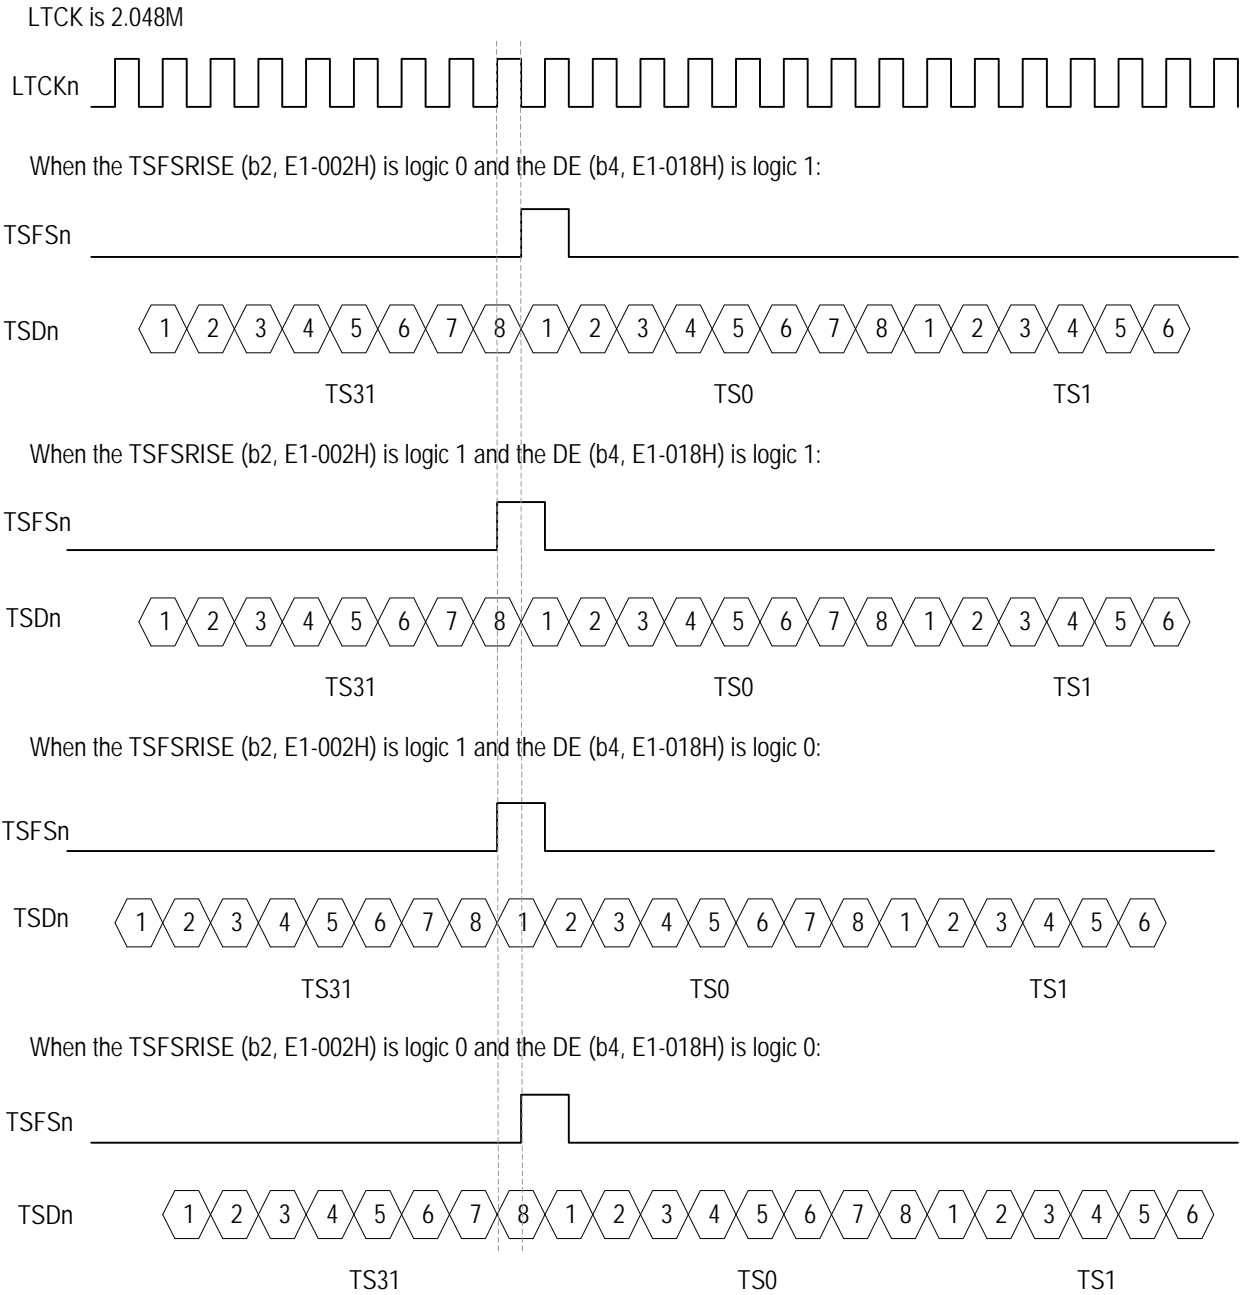 LTCK is 2.048M
LTCKn
When the TSFSRISE (b2, E1-002H) is logic 0 and the DE (b4, E1-018H) is logic 1:
TSFSn
TSDn 1 2 3 4 5 6 7 8 1 2 3 4 5 6 7 8 1 2 3 4 5 6
TS31 TS0 TS1
When the TSFSRISE (b2, E1-002H) is logic 1 and the DE (b4, E1-018H) is logic 1:
TSFSn
TSDn 1 2 3 4 5 6 7 8 1 2 3 4 5 6 7 8 1 2 3 4 5 6
TS31 TS0 TS1
When the TSFSRISE (b2, E1-002H) is logic 1 and the DE (b4, E1-018H) is logic 0:
TSFSn
TSDn 1 2 3 4 5 6 7 8 1 2 3 4 5 6 7 8 1 2 3 4 5 6
TS31 TS0 TS1
When the TSFSRISE (b2, E1-002H) is logic 0 and the DE (b4, E1-018H) is logic 0:
TSFSn
TSDn 1 2 3 4 5 6 7 8 1 2 3 4 5 6 7 8 1 2 3 4 5 6
TS31 TS0 TS1